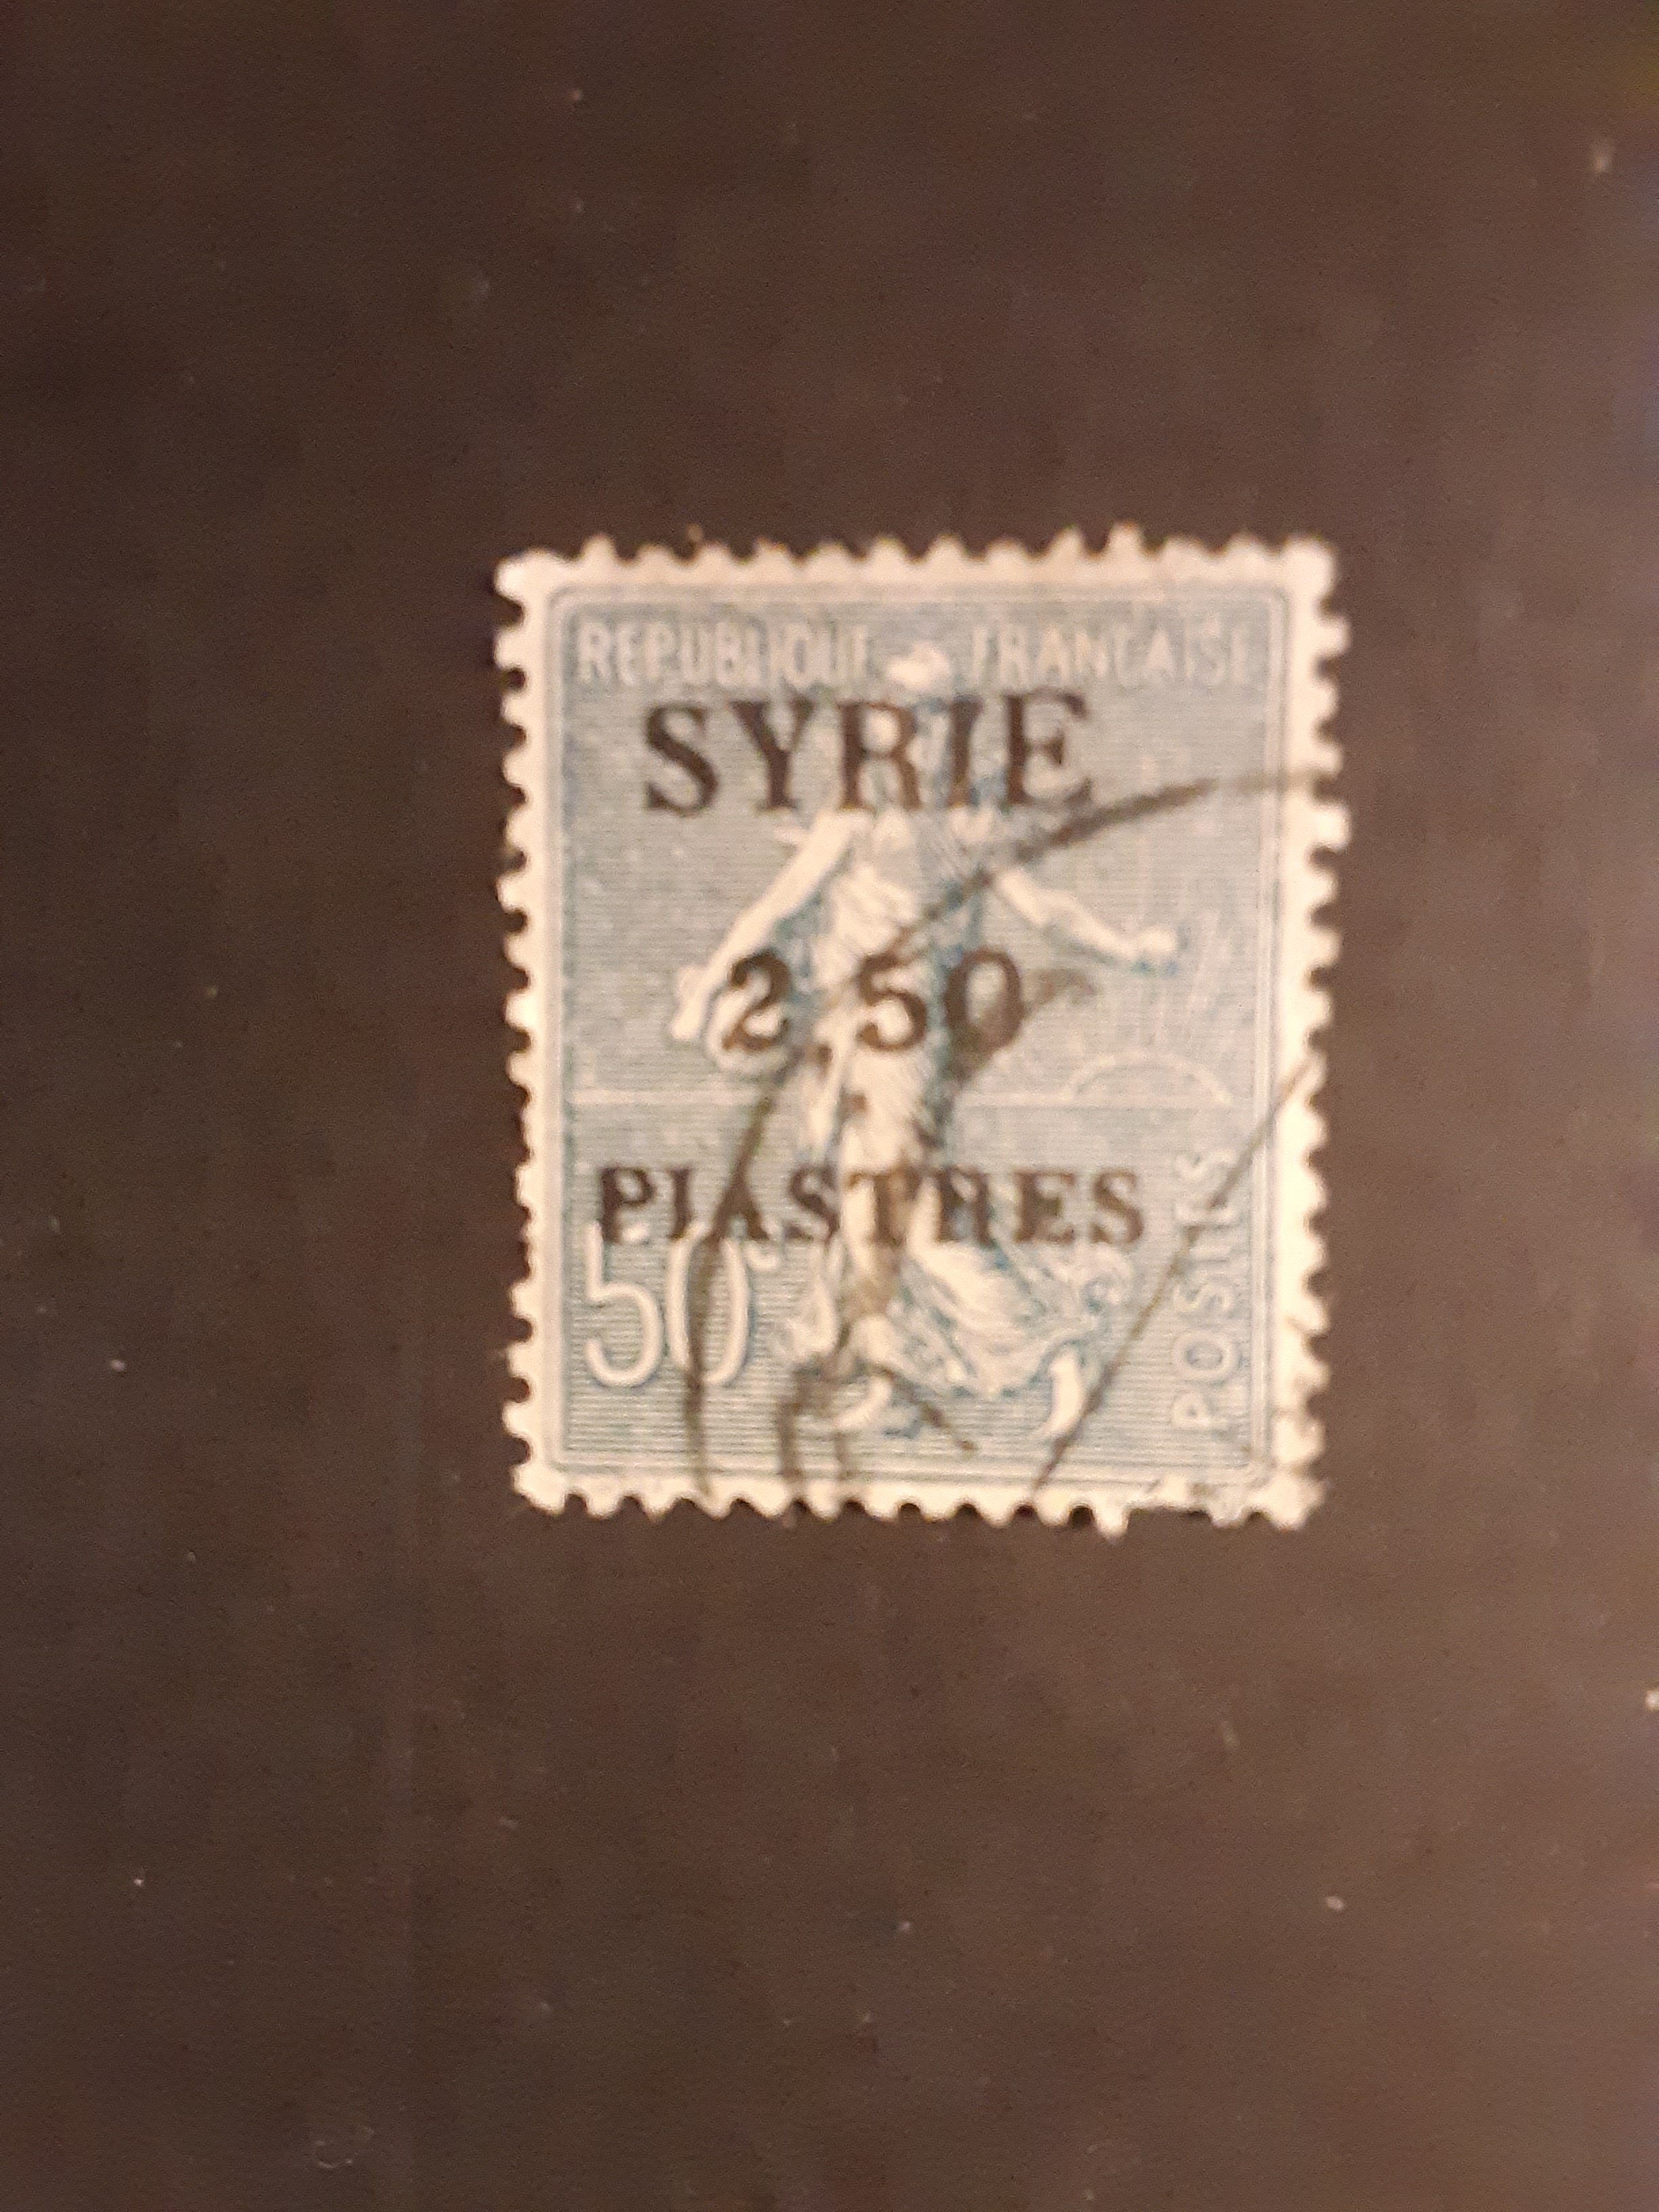 REPUBLIQUE FRANCAISE
SYRIE
2,50
PIASTRES
50c
POSTES